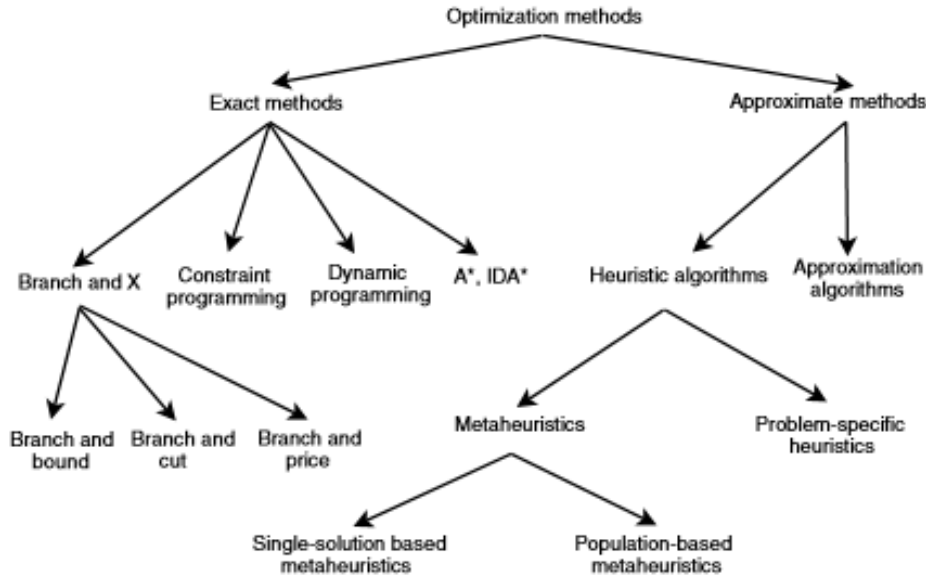 Optimization methods
Exact methods
Approximate methods
Branch and X
Constraint
programming
Dynamic
programming
A*, IDA*
Heuristic algorithms
Approximation
algorithms
Branch and
bound
Branch and
cut
Branch and
price
Metaheuristics
Problem-specific
heuristics
Single-solution based
metaheuristics
Population-based
metaheuristics